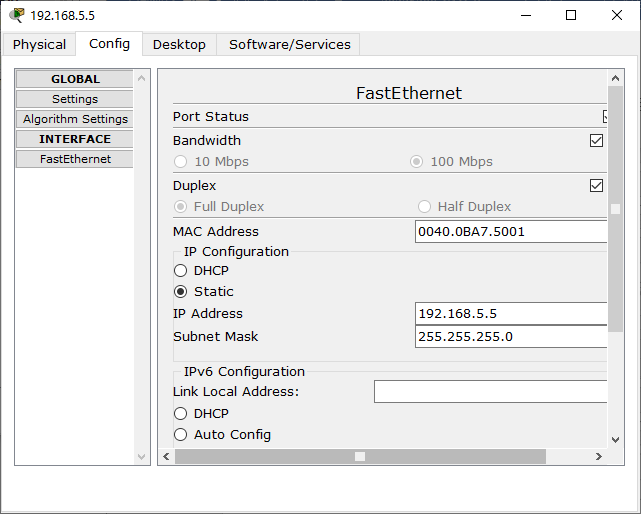 192.168.5.5
Physical Config Desktop Software/Services
GLOBAL
Settings
Algorithm Settings
INTERFACE
FastEthernet
FastEthernet
Port Status
Bandwidth
10 Mbps 100 Mbps
Duplex
Full Duplex Half Duplex
MAC Address 0040.0BA7.5001
IP Configuration
DHCP
Static
IP Address 192.168.5.5
Subnet Mask 255.255.255.0
IPv6 Configuration
Link Local Address:
DHCP
Auto Config